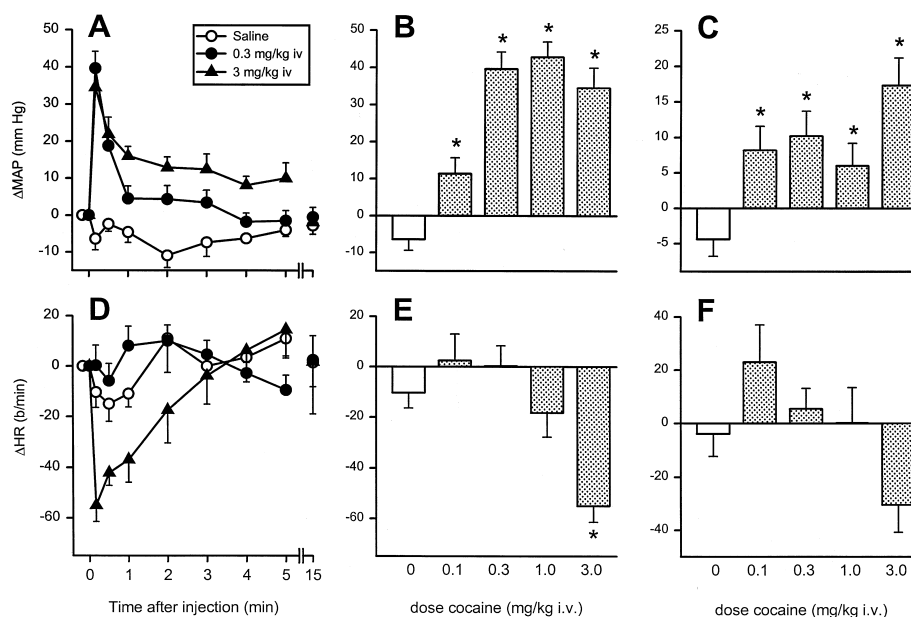 A
Saline
0.3 mg/kg iv
3 mg/kg iv
ΔMAP (mm Hg)
50
40
30
20
10
0
-10
B
50
40
30
20
10
0
-10
*
*
*
*
C
25
20
15
10
5
0
-5
*
*
*
*
D
ΔHR (b/min)
20
0
-20
-40
-60
0 1 2 3 4 5 15
Time after injection (min)
E
20
0
-20
-40
-60
*
0 0.1 0.3 1.0 3.0
dose cocaine (mg/kg i.v.)
F
40
20
0
-20
-40
0 0.1 0.3 1.0 3.0
dose cocaine (mg/kg i.v.)